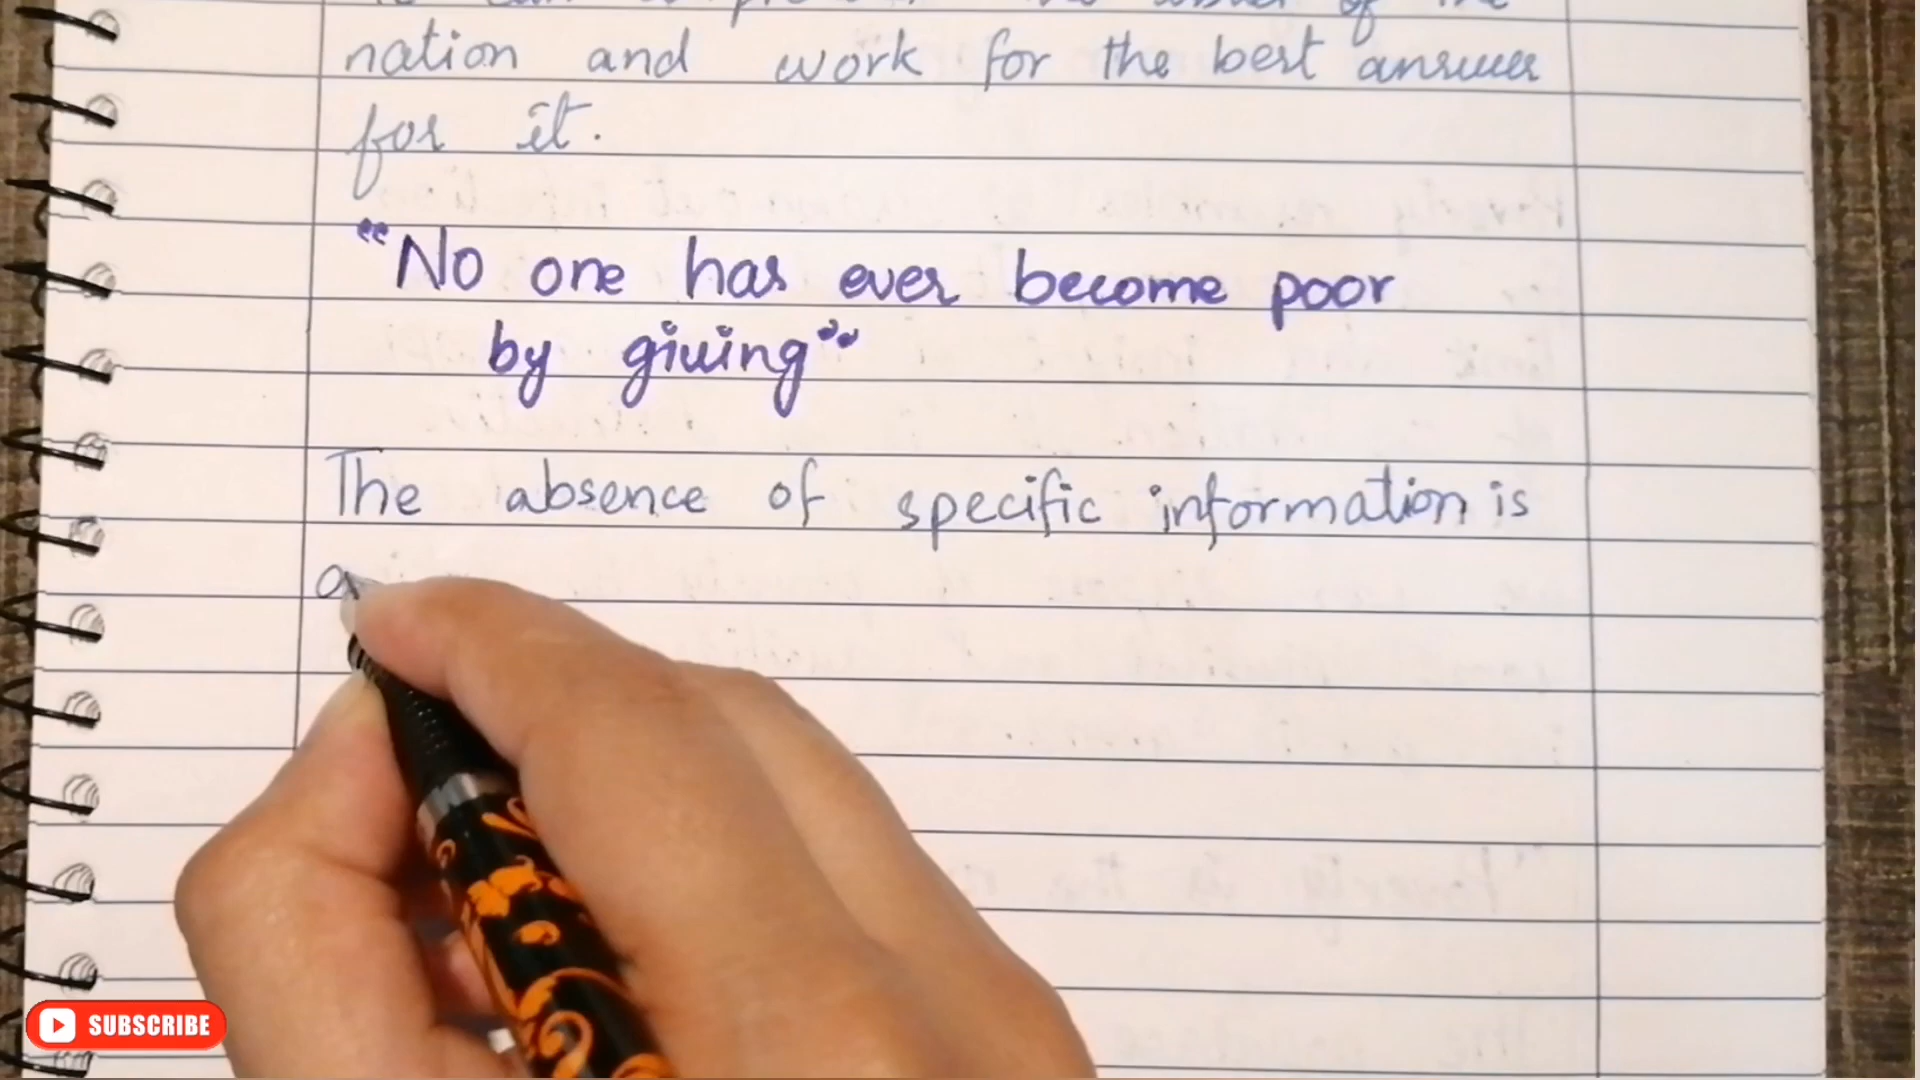 nation and work for the best answer
for it.
"No one has ever become poor
by giving"
The absence of specific information is
a
SUBSCRIBE